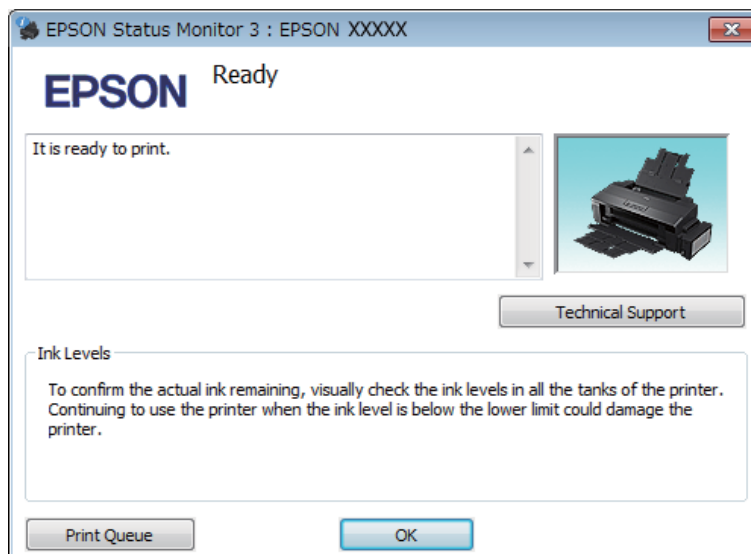 EPSON Status Monitor 3 : EPSON XXXXX
EPSON
Ready
It is ready to print.
Technical Support
Ink Levels
To confirm the actual ink remaining, visually check the ink levels in all the tanks of the printer.
Continuing to use the printer when the ink level is below the lower limit could damage the
printer.
Print Queue
OK